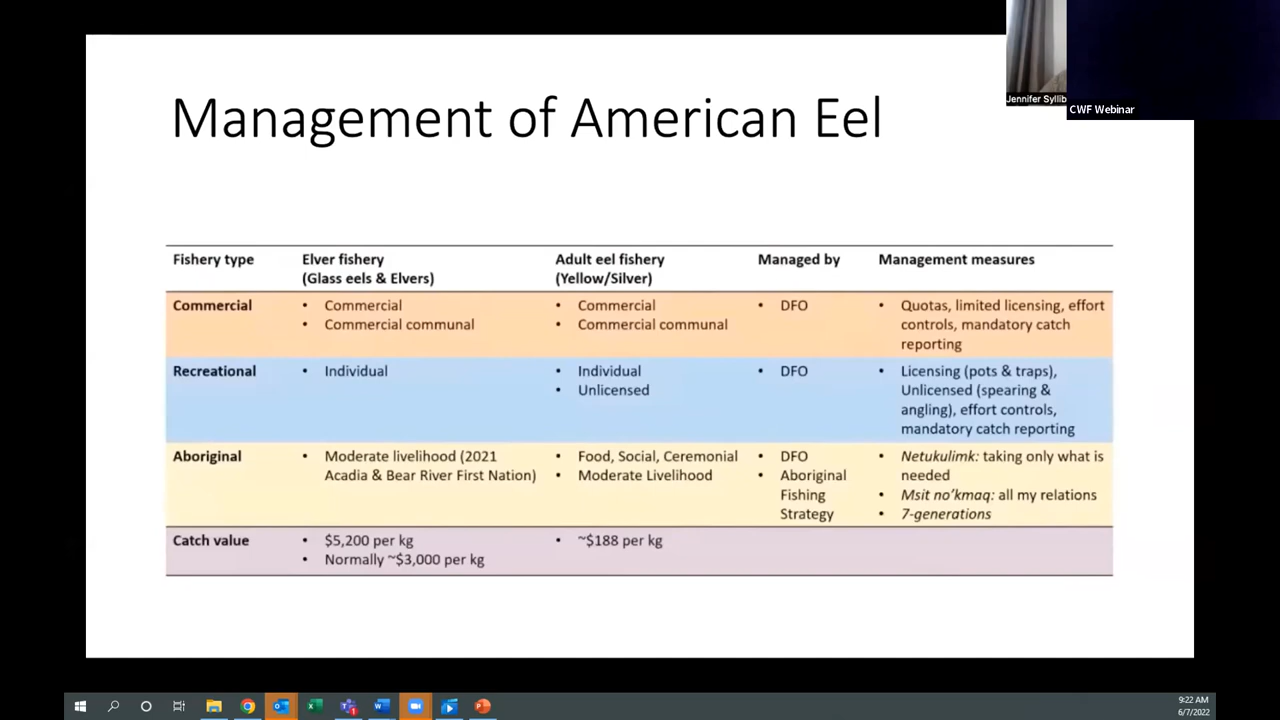 Jennifer Syllib
CWF Webinar
Management of American Eel
Fishery type
Elver fishery
(Glass eels & Elvers)
Adult eel fishery
(Yellow/Silver)
Managed by
Management measures
Commercial
• Commercial
• Commercial communal
• Commercial
• Commercial communal
• DFO
• Quotas, limited licensing, effort
controls, mandatory catch
reporting
Recreational
• Individual
• Individual
• Unlicensed
• DFO
• Licensing (pots & traps),
Unlicensed (spearing &
angling), effort controls,
mandatory catch reporting
Aboriginal
• Moderate livelihood (2021
Acadia & Bear River First Nation)
• Food, Social, Ceremonial
• Moderate Livelihood
• DFO
• Aboriginal
Fishing
Strategy
• Netukulimk: taking only what is
needed
• Msit no’kmaq: all my relations
• 7-generations
Catch value
• $5,200 per kg
• Normally ~$3,000 per kg
• ~$188 per kg
9:22 AM
6/7/2022